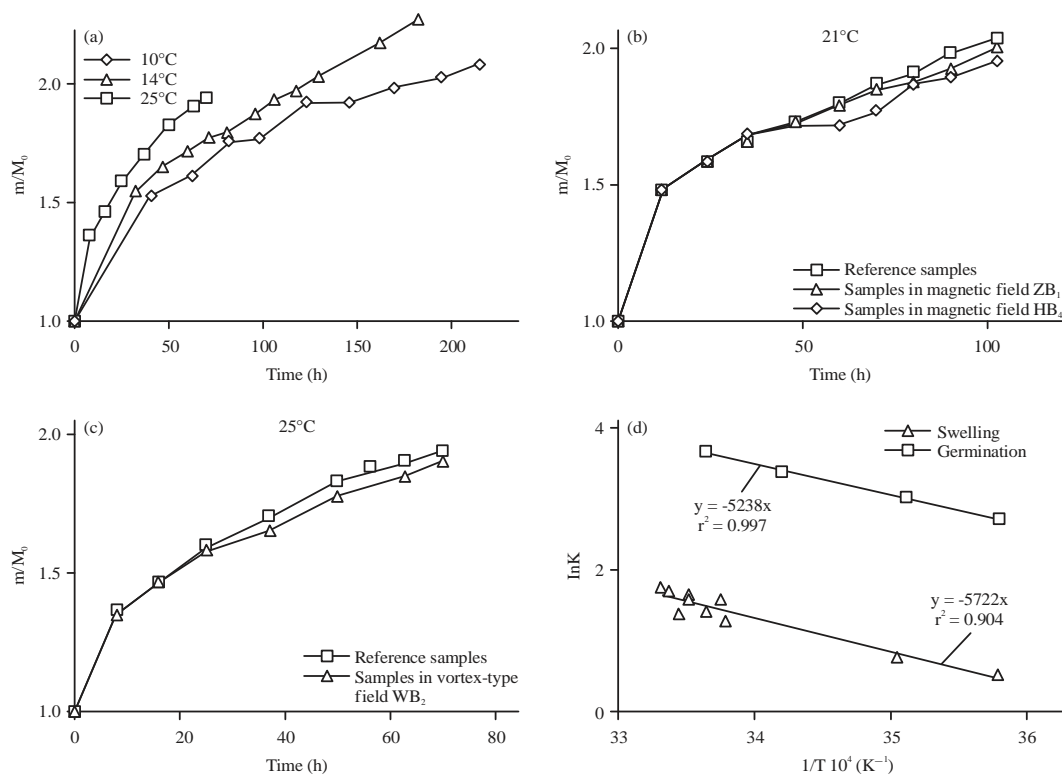 (a)
10°C
14°C
25°C
2.0
1.5
1.0
m/M₀
0 50 100 150 200
Time (h)
(b) 21°C
2.0
1.5
1.0
m/M₀
Reference samples
Samples in magnetic field ZB₁
Samples in magnetic field HB₄
0 50 100
Time (h)
(c) 25°C
2.0
1.5
1.0
m/M₀
Reference samples
Samples in vortex-type
field WB₂
0 20 40 60 80
Time (h)
(d)
Swelling
Germination
4
2
0
lnK
y = -5238x
r² = 0.997
y = -5722x
r² = 0.904
33 34 35 36
1/T 10⁴ (K⁻¹)